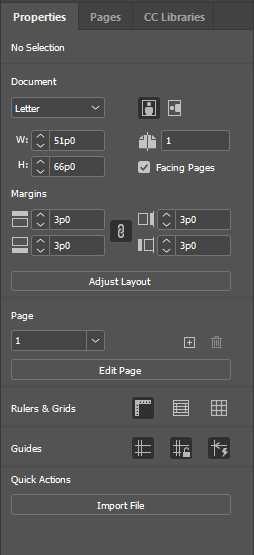 Properties Pages CC Libraries
No Selection
Document
Letter
W: 51p0 1
H: 66p0 Facing Pages
Margins
3p0 3p0
3p0 3p0
Adjust Layout
Page
1
Edit Page
Rulers & Grids
Guides
Quick Actions
Import File